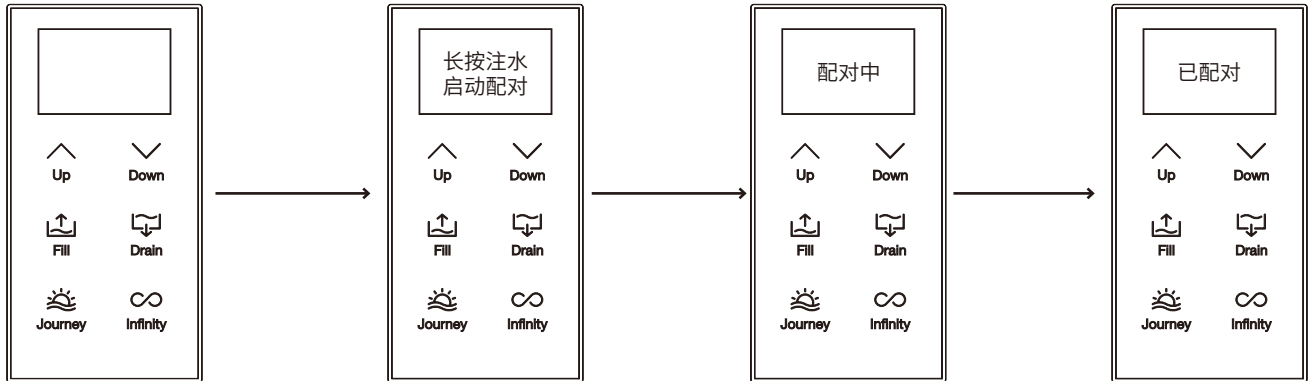 Up Down
Fill Drain
Journey Infinity
长按注水
启动配对
Up Down
Fill Drain
Journey Infinity
配对中
Up Down
Fill Drain
Journey Infinity
已配对
Up Down
Fill Drain
Journey Infinity